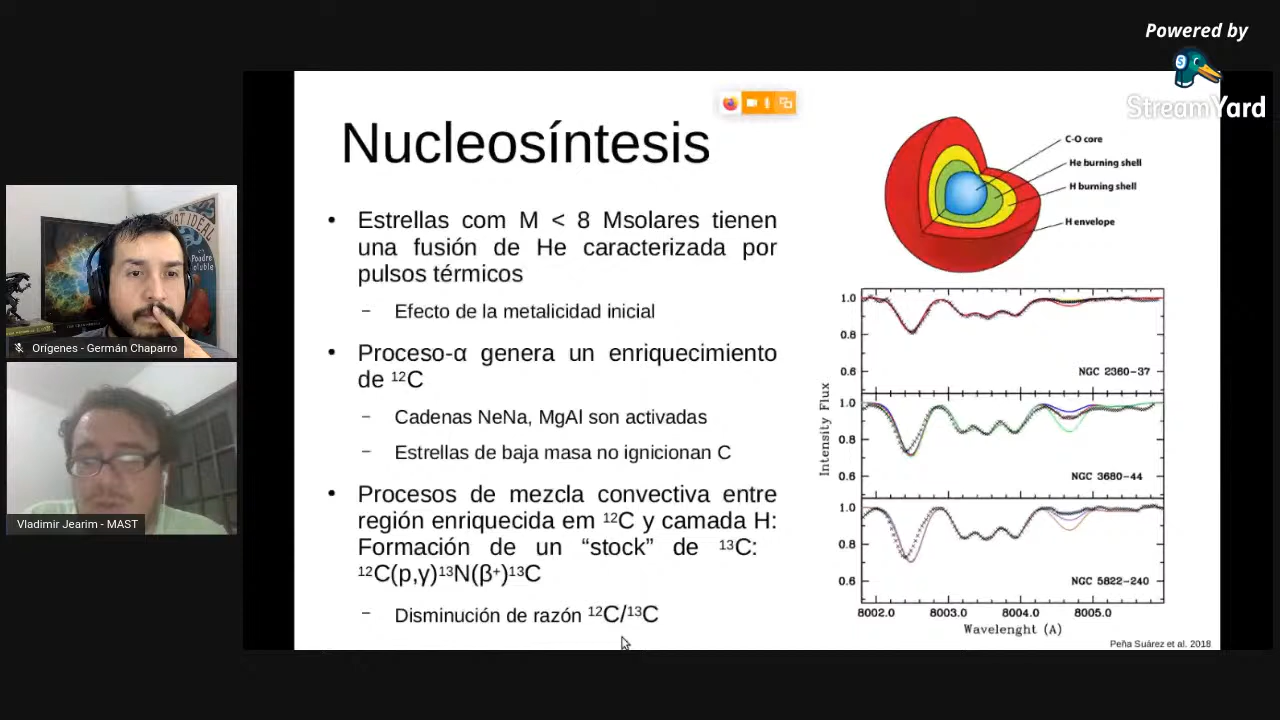 Powered by
StreamYard
Nucleosíntesis
• Estrellas com M < 8 Msolares tienen
una fusión de He caracterizada por
pulsos térmicos
– Efecto de la metalicidad inicial
• Proceso-α genera un enriquecimiento
de ¹²C
– Cadenas NeNa, MgAl son activadas
– Estrellas de baja masa no ignicionan C
• Procesos de mezcla convectiva entre
región enriquecida em ¹²C y camada H:
Formación de un “stock” de ¹³C:
¹²C(p,γ)¹³N(β⁺)¹³C
– Disminución de razón ¹²C/¹³C
C-O core
He burning shell
H burning shell
H envelope
1.0
0.8
0.6
NGC 2360-37
1.0
0.8
0.6
NGC 3680-44
1.0
0.8
0.6
NGC 5822-240
Intensity Flux
8002.0 8003.0 8004.0 8005.0
Wavelenght (A)
Peña Suárez et al. 2018
Orígenes - Germán Chaparro
Vladimir Jearim - MAST